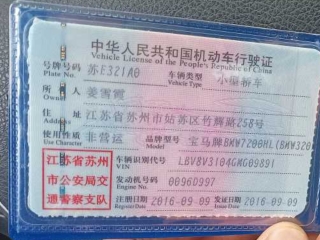 中华人民共和国机动车行驶证
Vehicle License of the People's Republic of China
号牌号码 苏E321A0 车辆类型 小型轿车
Plate No. Vehicle Type
所有人 姜雪霞
Owner
住址 江苏省苏州市姑苏区竹辉路258号
Address
使用性质 非营运 品牌型号 宝马牌BMW7200HL(BMW320
Use Character Model
江苏省苏州
市公安局交
通警察支队
车辆识别代号 LBV8V3104GMG09891
VIN
发动机号码 0096D997
Engine No.
注册日期 2016-09-09 发证日期 2016-09-09
Register Date Issue Date